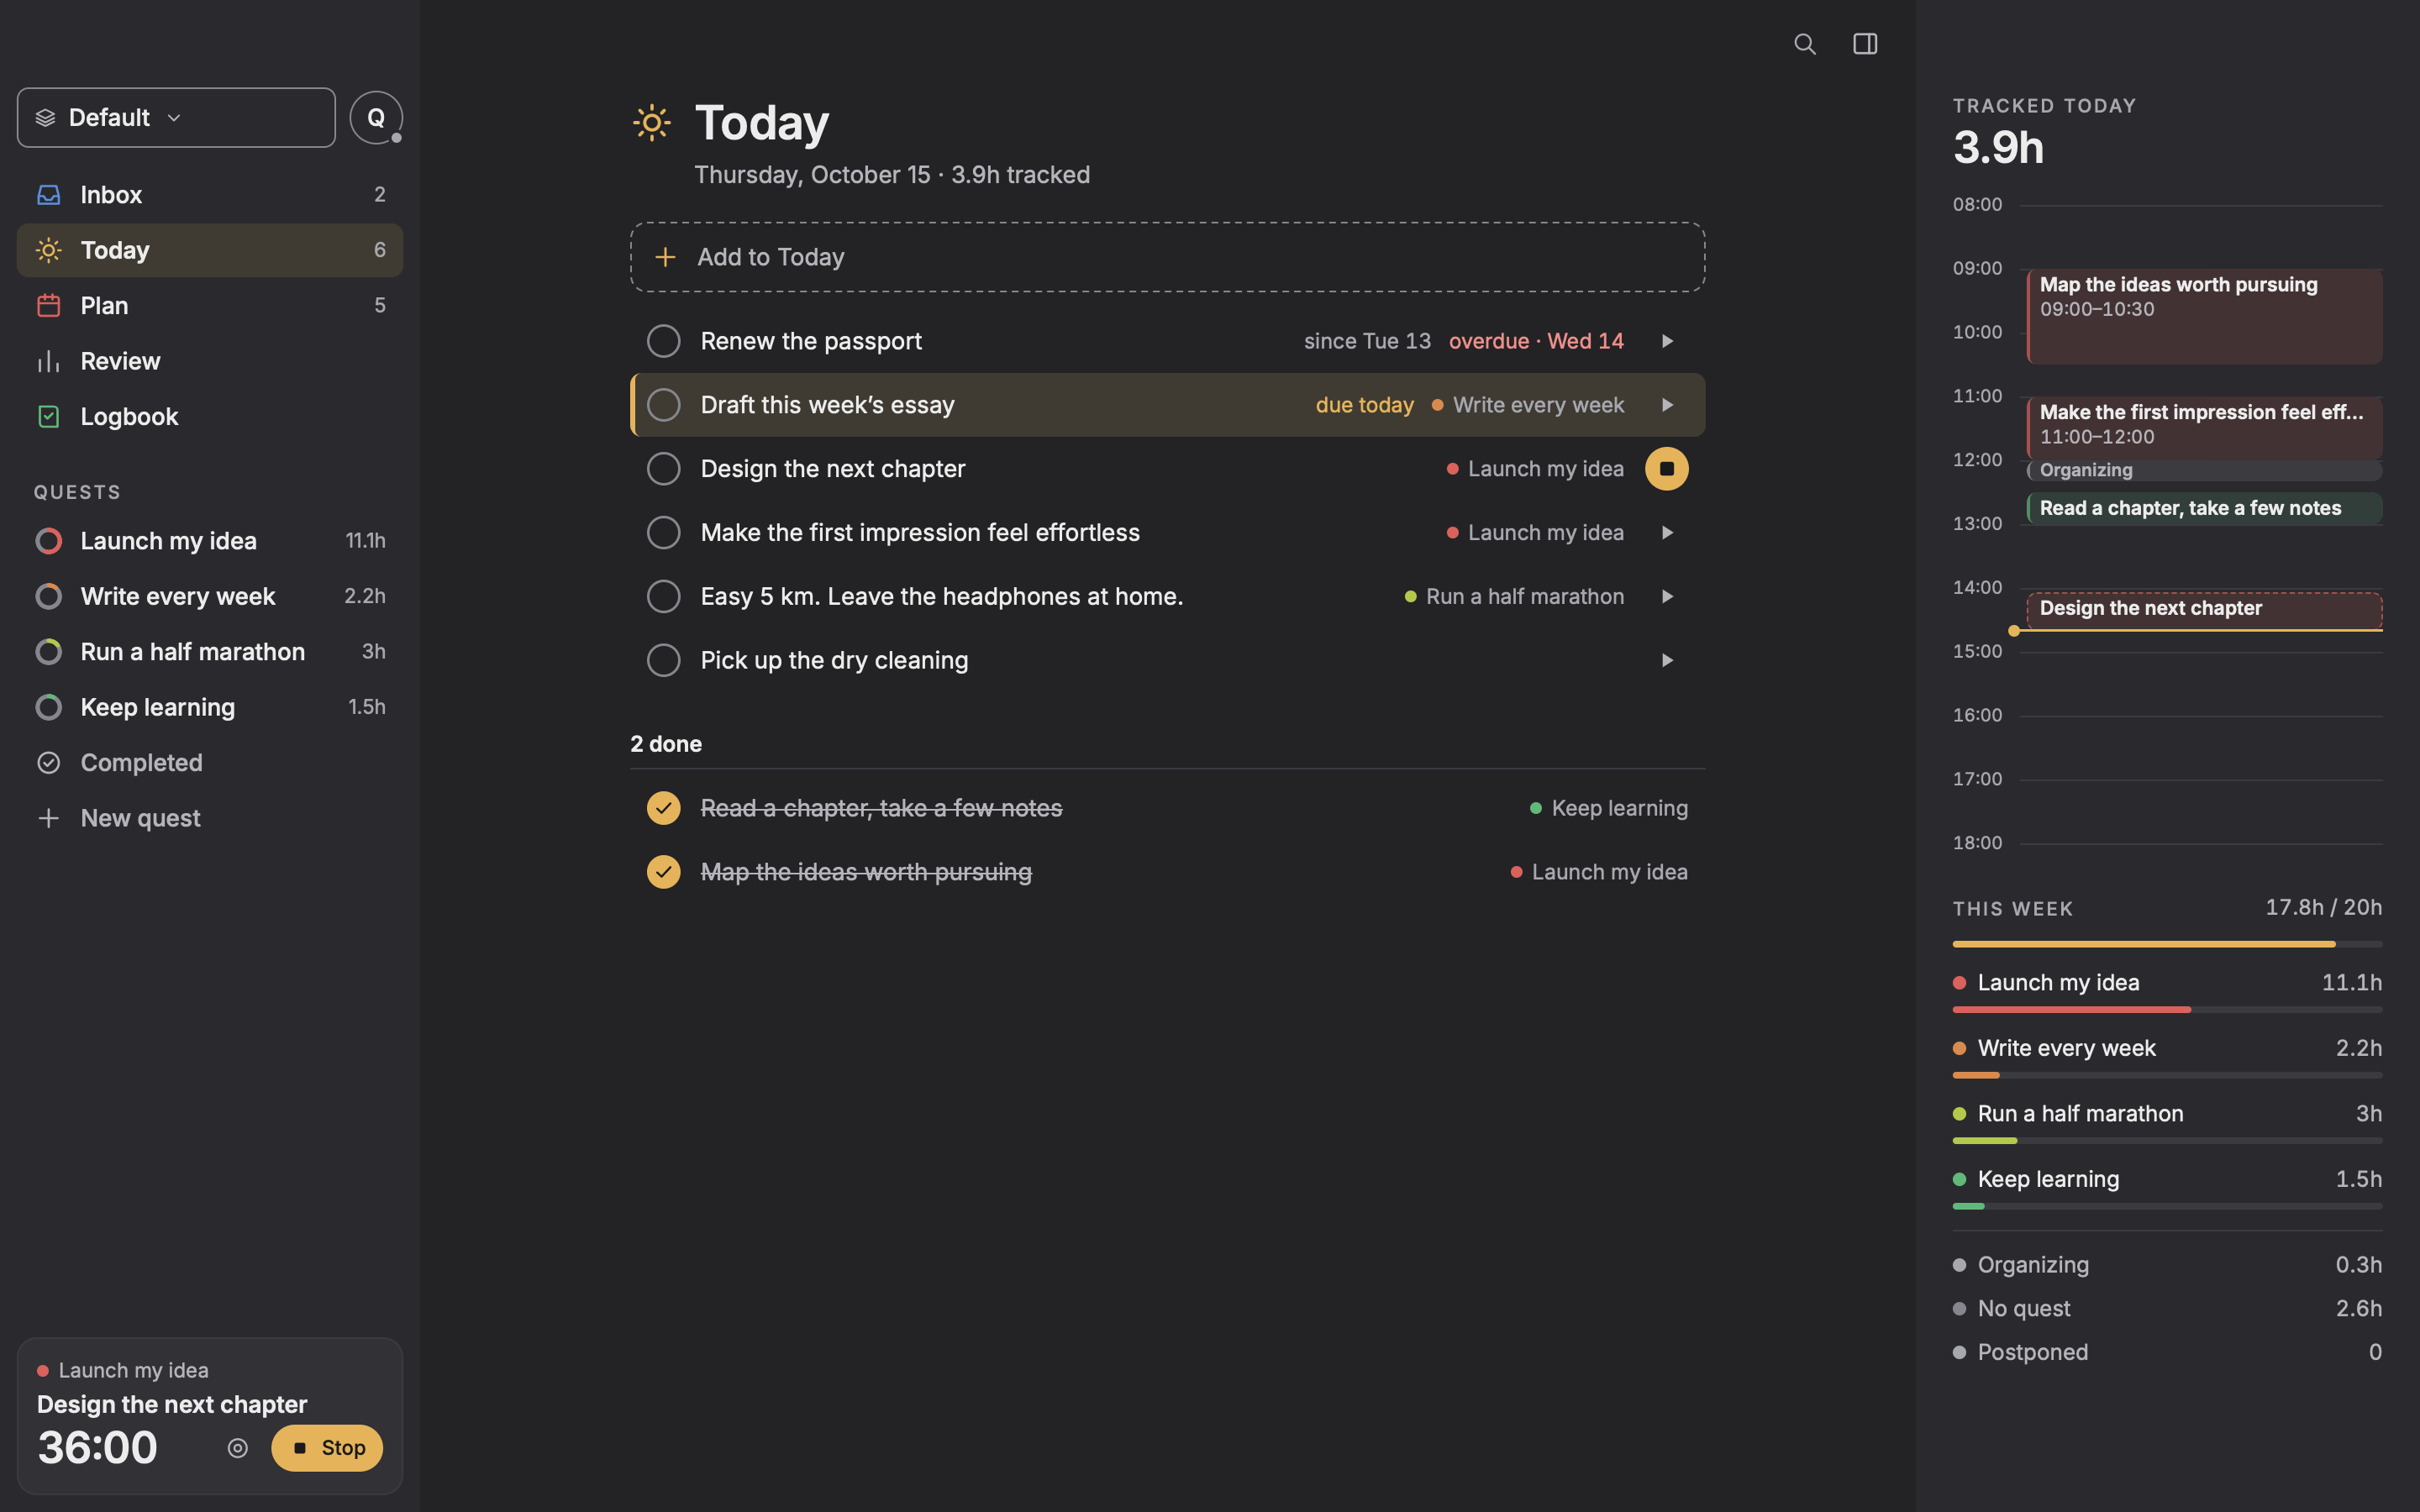 Default
Q
Inbox 2
Today 6
Plan 5
Review
Logbook
QUESTS
Launch my idea 11.1h
Write every week 2.2h
Run a half marathon 3h
Keep learning 1.5h
Completed
New quest
Launch my idea
Design the next chapter
36:00 Stop
Today
Thursday, October 15 · 3.9h tracked
Add to Today
Renew the passport since Tue 13 overdue · Wed 14
Draft this week’s essay due today Write every week
Design the next chapter Launch my idea
Make the first impression feel effortless Launch my idea
Easy 5 km. Leave the headphones at home. Run a half marathon
Pick up the dry cleaning
2 done
Read a chapter, take a few notes Keep learning
Map the ideas worth pursuing Launch my idea
TRACKED TODAY
3.9h
08:00
09:00
Map the ideas worth pursuing
09:00–10:30
10:00
11:00
Make the first impression feel eff...
11:00–12:00
12:00
Organizing
Read a chapter, take a few notes
13:00
14:00
Design the next chapter
15:00
16:00
17:00
18:00
THIS WEEK 17.8h / 20h
Launch my idea 11.1h
Write every week 2.2h
Run a half marathon 3h
Keep learning 1.5h
Organizing 0.3h
No quest 2.6h
Postponed 0